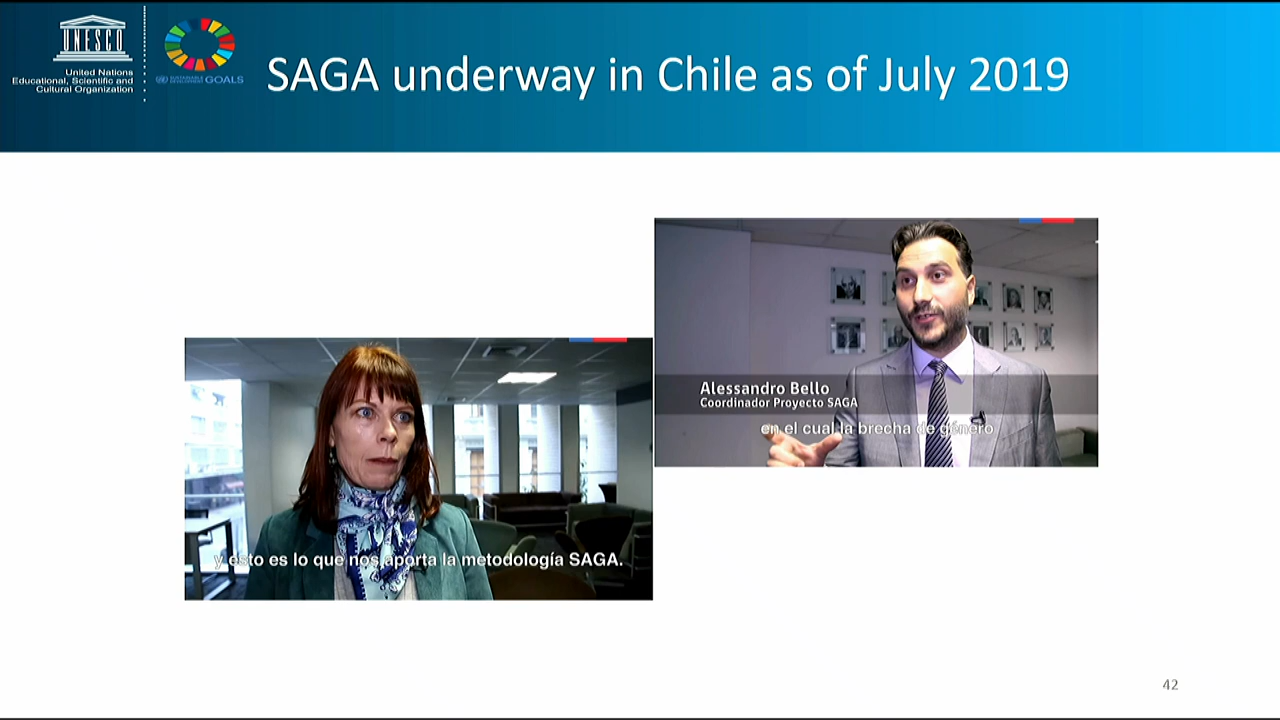 UNESCO
United Nations
Educational, Scientific and
Cultural Organization
SUSTAINABLE
DEVELOPMENT GOALS
SAGA underway in Chile as of July 2019
Alessandro Bello
Coordinador Proyecto SAGA
en el cual la brecha de género
y esto es lo que nos aporta la metodología SAGA.
42